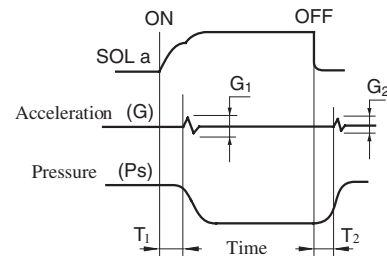 ON OFF
SOL a
G1 G2
Acceleration (G)
Pressure (Ps)
T1 Time T2